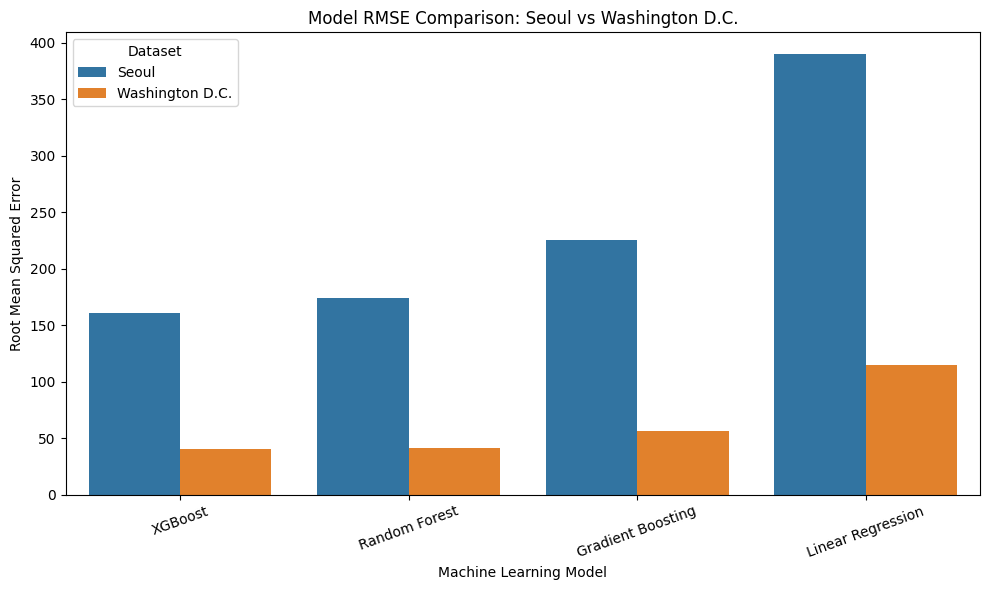 Model RMSE Comparison: Seoul vs Washington D.C.
Dataset
Seoul
Washington D.C.
Root Mean Squared Error
400
350
300
250
200
150
100
50
0
XGBoost
Random Forest
Gradient Boosting
Linear Regression
Machine Learning Model